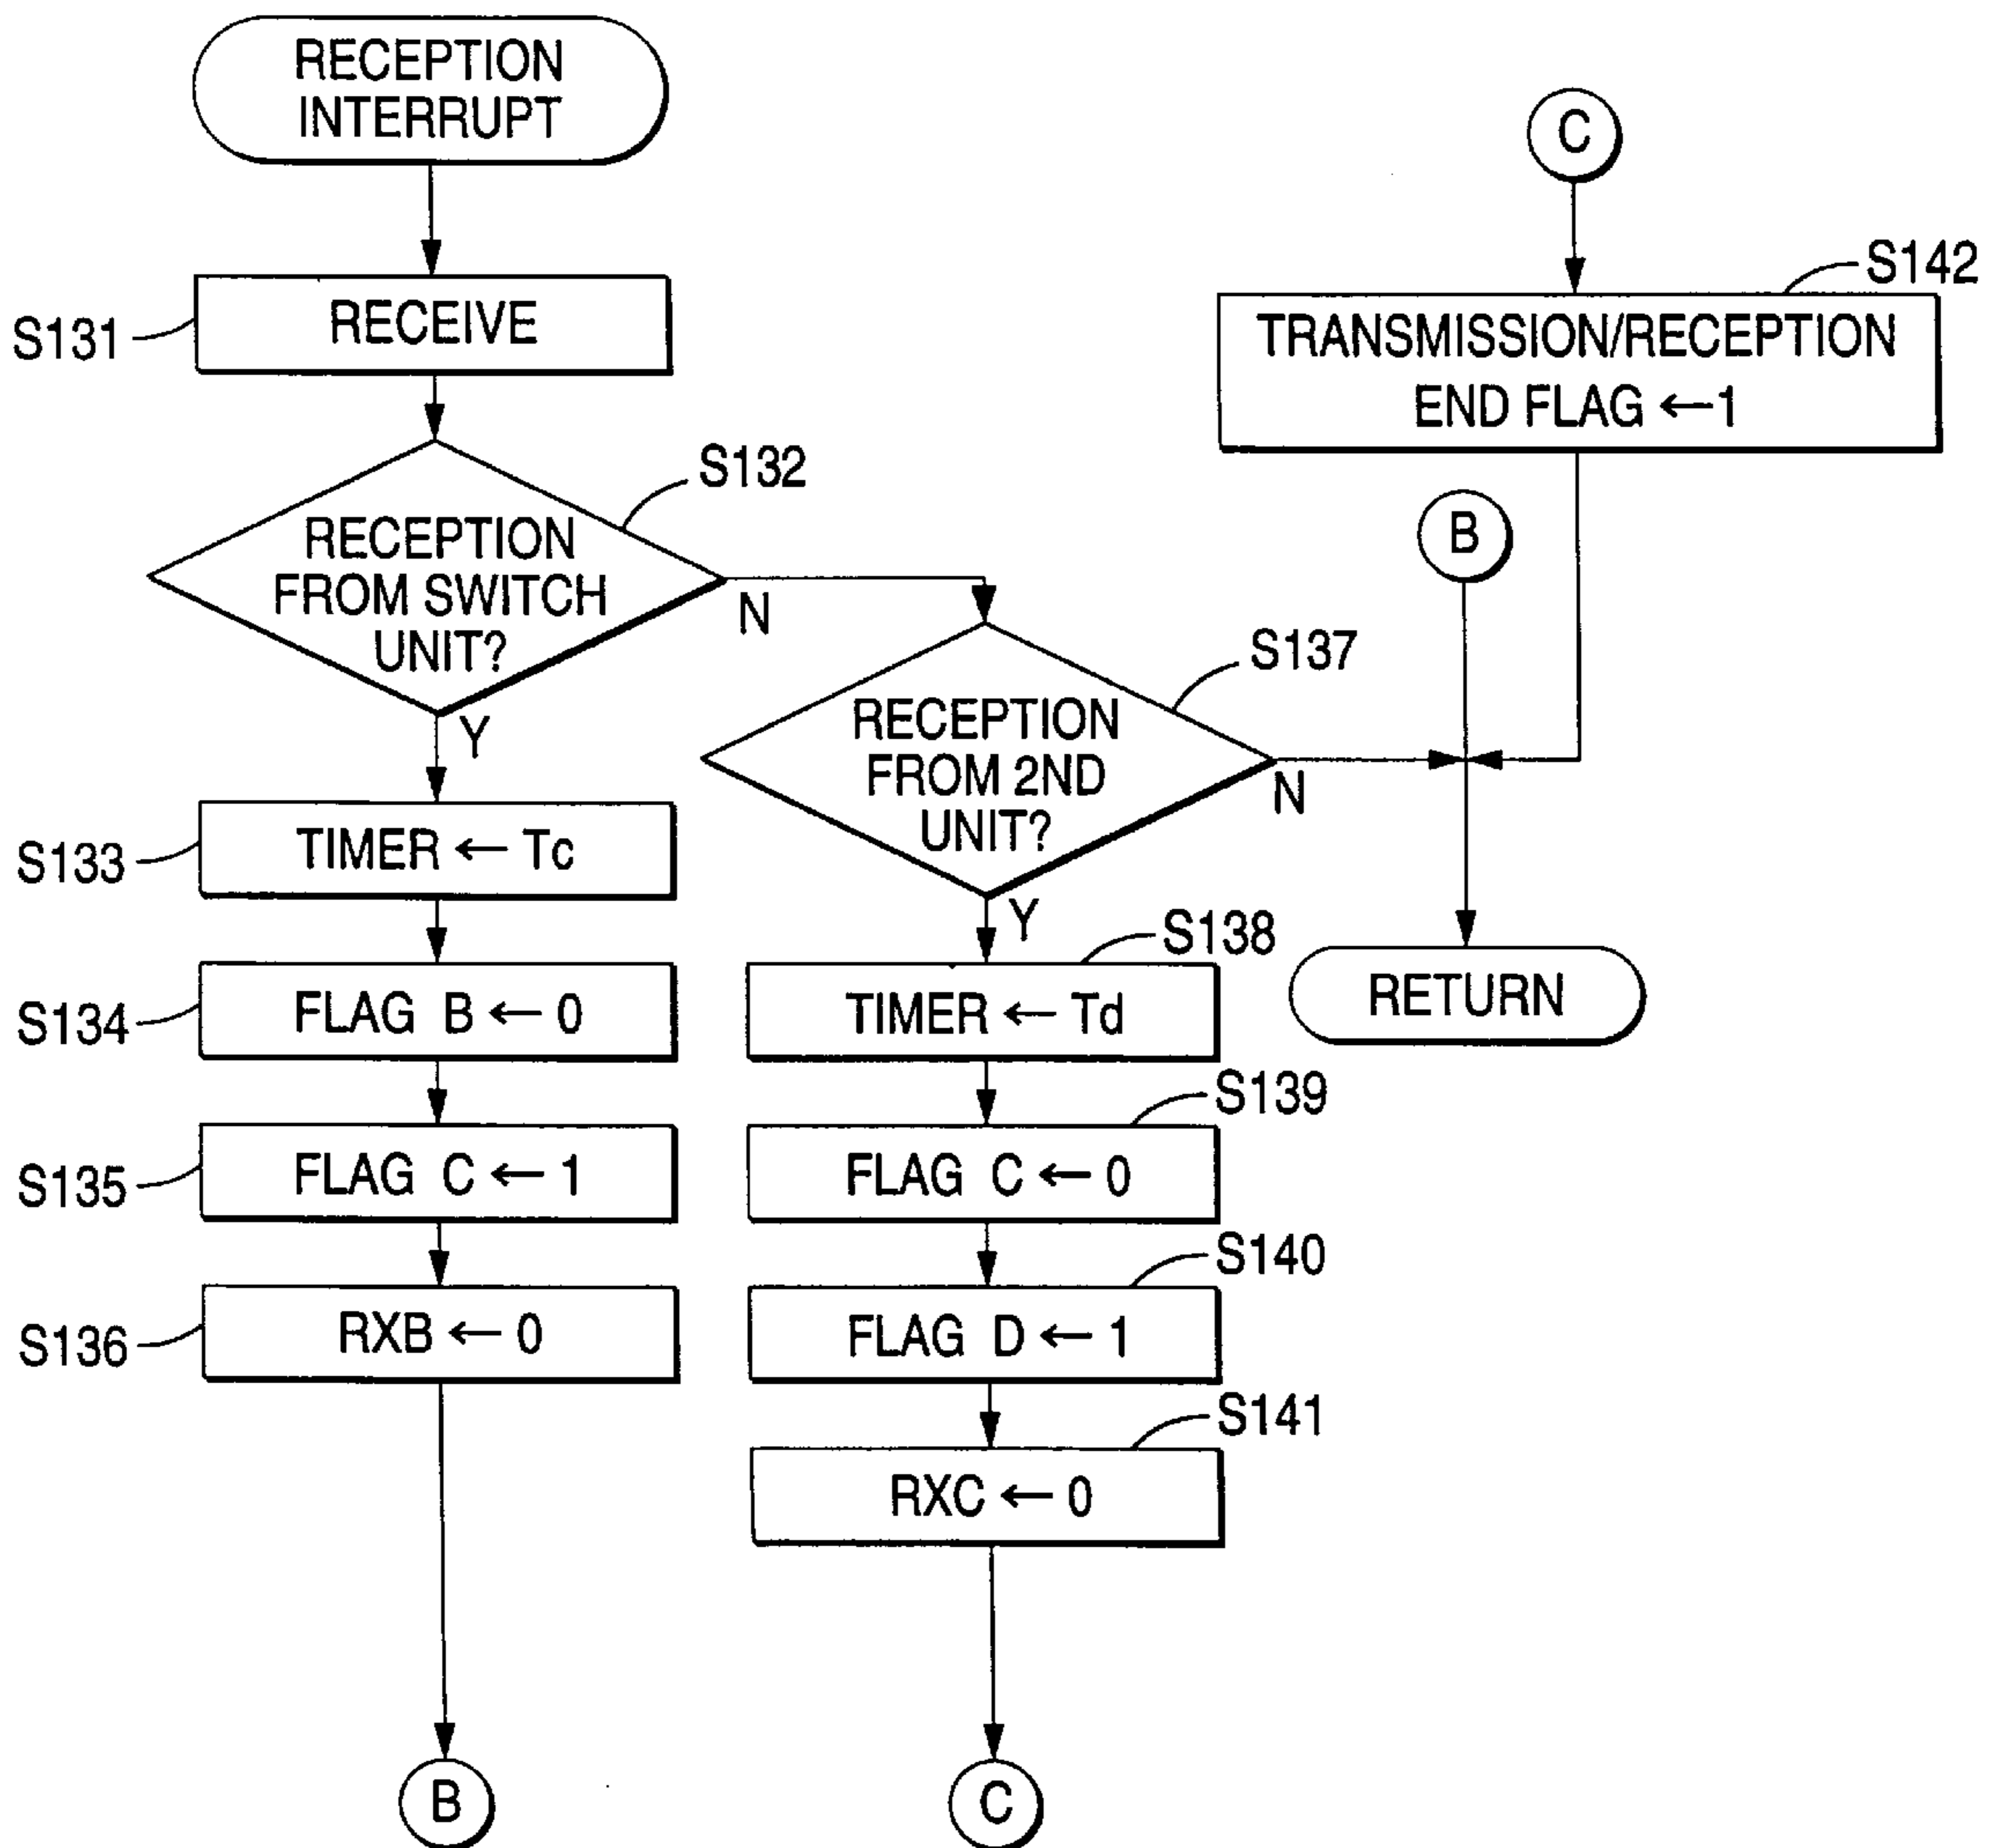 RECEPTION
INTERRUPT
S131
RECEIVE
S132
RECEPTION
FROM SWITCH
UNIT?
N
Y
S133
TIMER ← Tc
S134
FLAG B ← 0
S135
FLAG C ← 1
S136
RXB ← 0
B
S137
RECEPTION
FROM 2ND
UNIT?
N
Y
S138
TIMER ← Td
S139
FLAG C ← 0
S140
FLAG D ← 1
S141
RXC ← 0
C
C
S142
TRANSMISSION/RECEPTION
END FLAG ← 1
B
RETURN